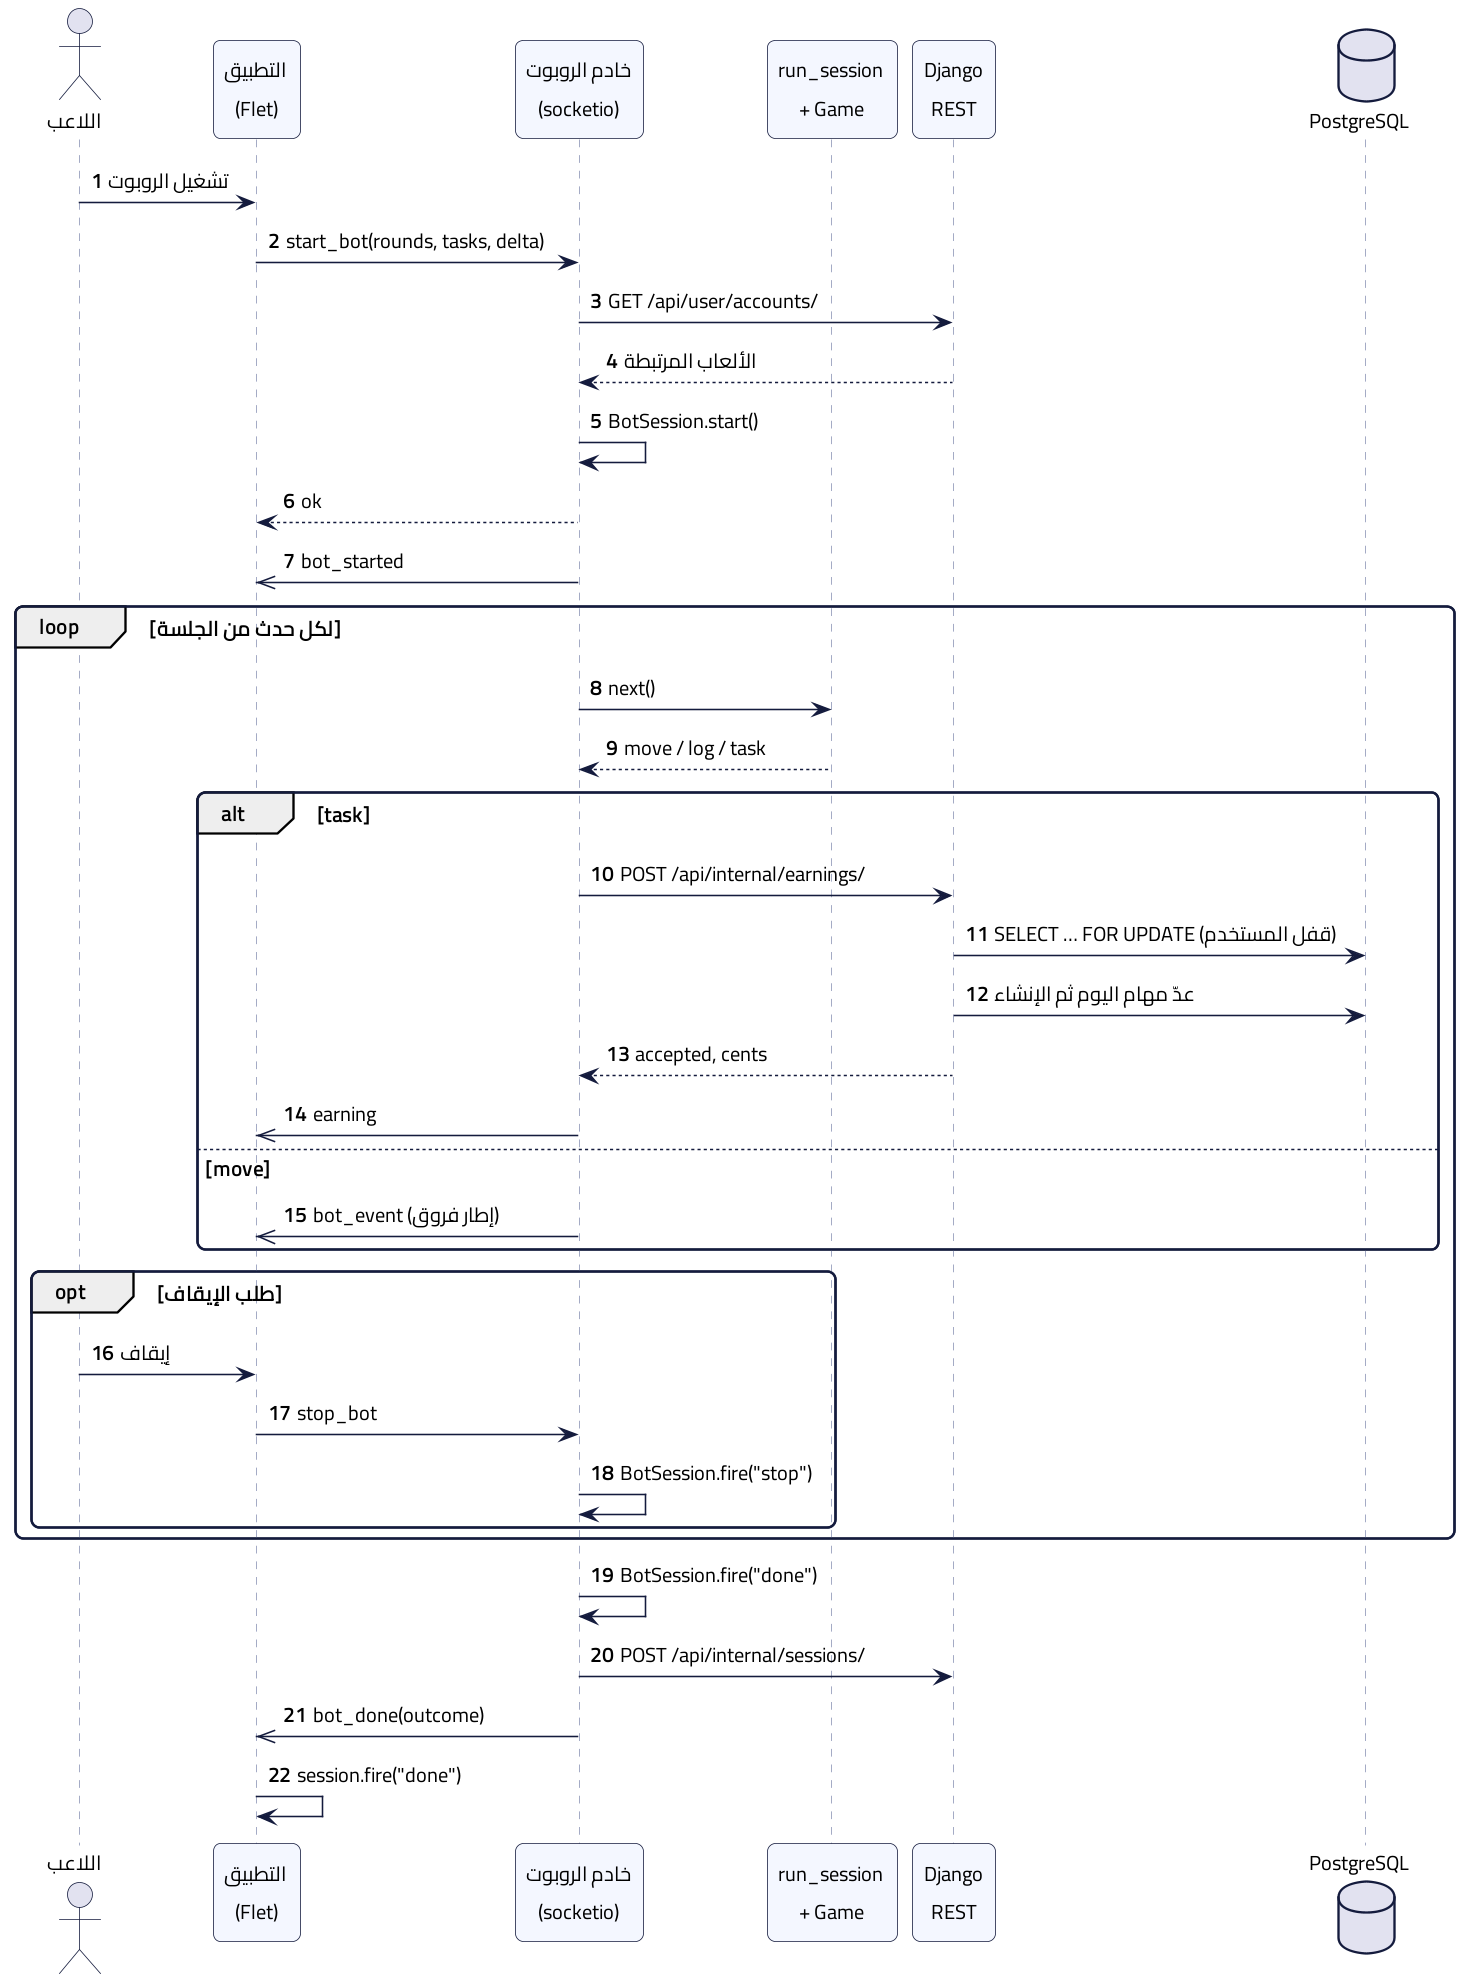 اللاعب
التطبيق
(Flet)
خادم الروبوت
(socketio)
run_session
+ Game
Django
REST
PostgreSQL
1 تشغيل الروبوت
2 start_bot(rounds, tasks, delta)
3 GET /api/user/accounts/
4 الألعاب المرتبطة
5 BotSession.start()
6 ok
7 bot_started
loop [لكل حدث من الجلسة]
8 next()
9 move / log / task
alt [task]
10 POST /api/internal/earnings/
11 SELECT ... FOR UPDATE (قفل المستخدم)
12 عدّ مهام اليوم ثم الإنشاء
13 accepted, cents
14 earning
[move]
15 bot_event (إطار فروق)
opt [طلب الإيقاف]
16 إيقاف
17 stop_bot
18 BotSession.fire("stop")
19 BotSession.fire("done")
20 POST /api/internal/sessions/
21 bot_done(outcome)
22 session.fire("done")
اللاعب
التطبيق
(Flet)
خادم الروبوت
(socketio)
run_session
+ Game
Django
REST
PostgreSQL